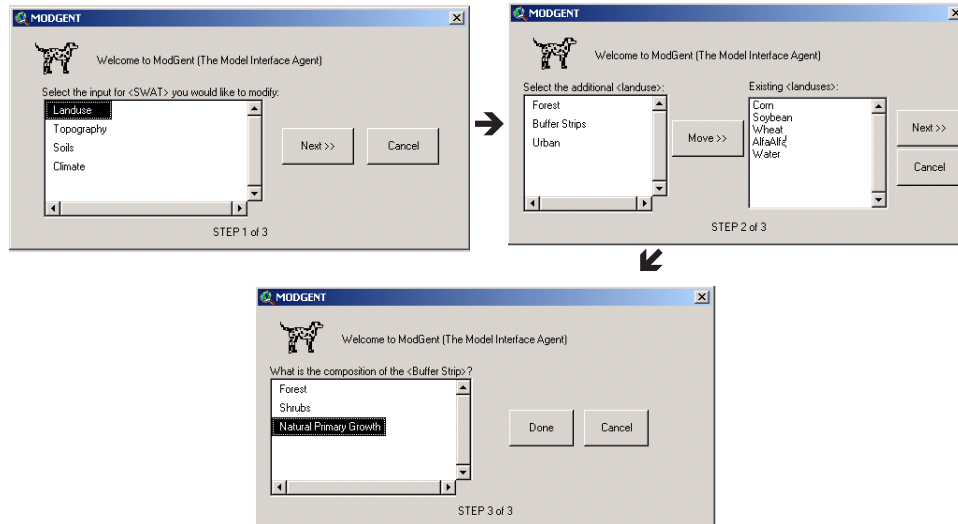 MODGENT
Welcome to ModGent (The Model Interface Agent)
Select the input for <SWAT> you would like to modify:
Landuse
Topography
Soils
Climate
Next >>
Cancel
STEP 1 of 3
MODGENT
Welcome to ModGent (The Model Interface Agent)
Select the additional <landuse>:
Forest
Buffer Strips
Urban
Move >>
Existing <landuses>:
Corn
Soybean
Wheat
AlfaAlfa
Water
Next >>
Cancel
STEP 2 of 3
MODGENT
Welcome to ModGent (The Model Interface Agent)
What is the composition of the <Buffer Strip>?
Forest
Shrubs
Natural Primary Growth
Done
Cancel
STEP 3 of 3